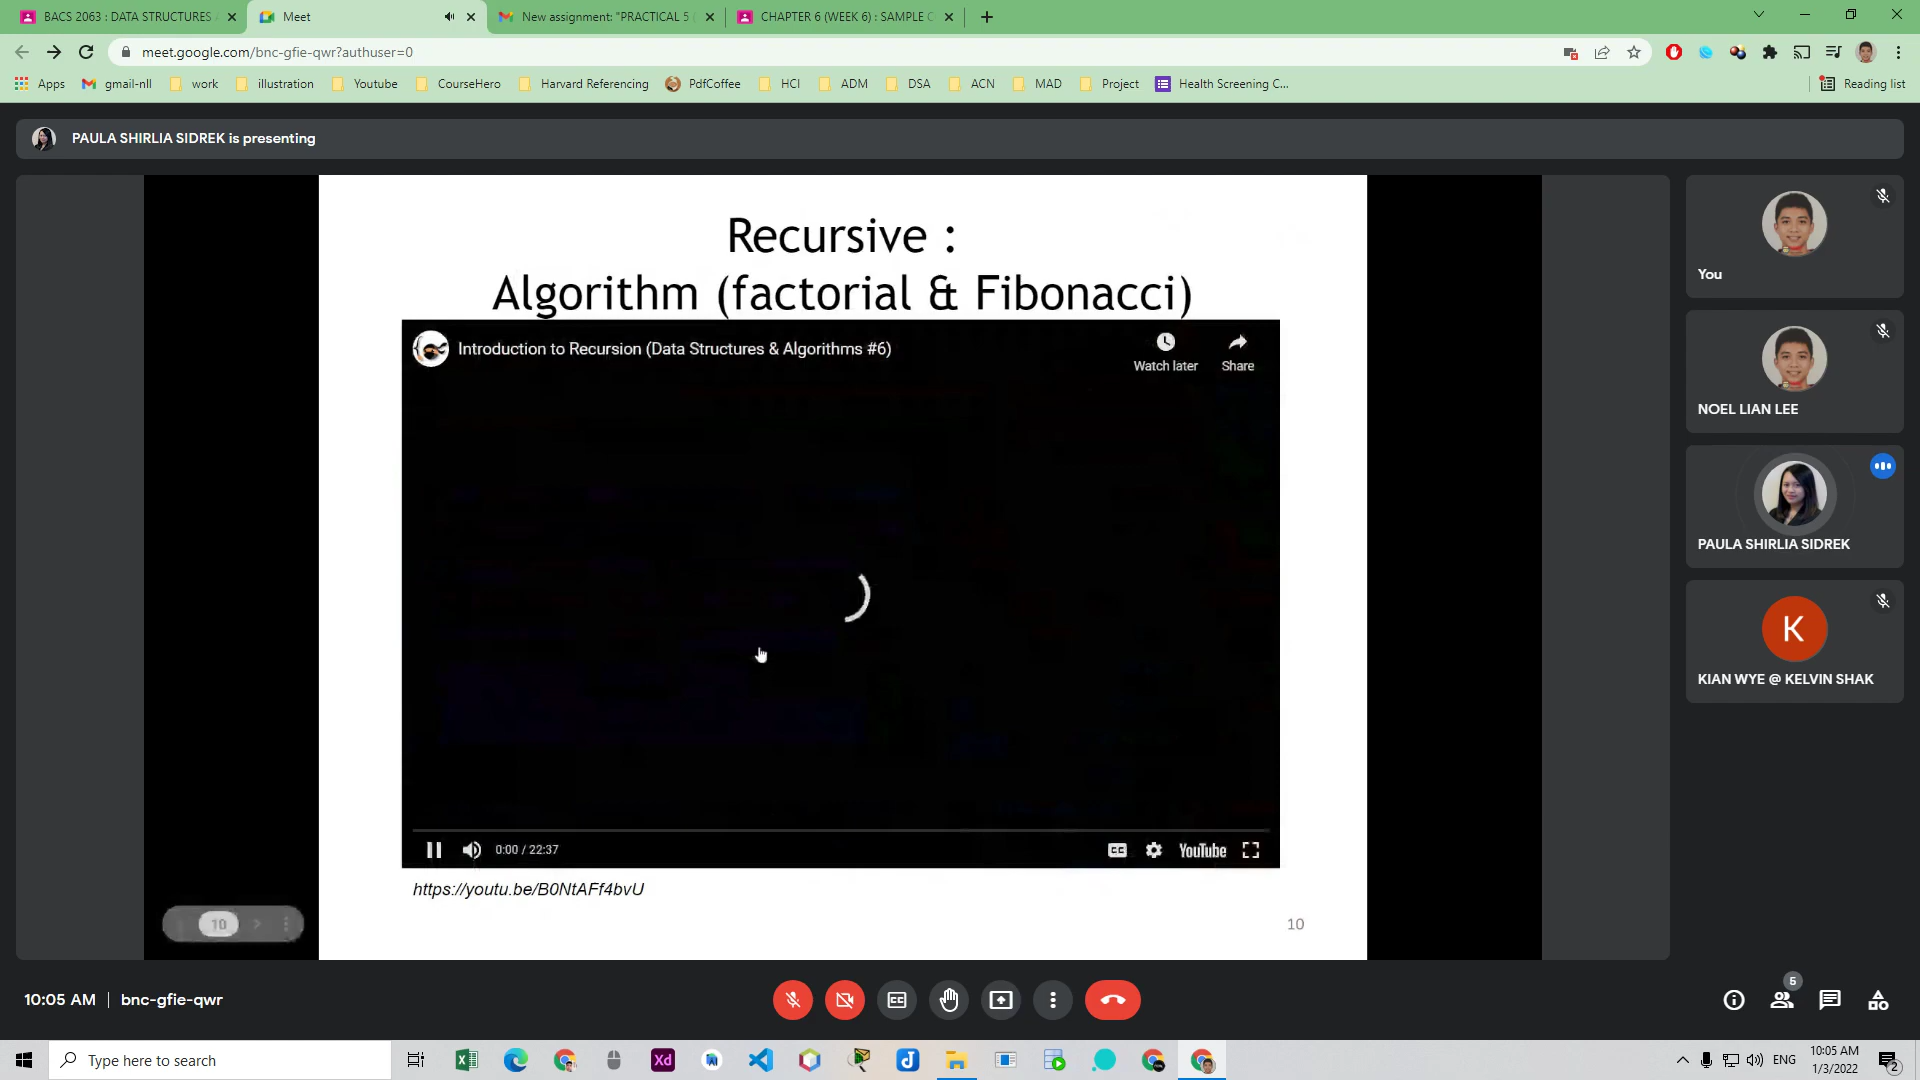 BACS 2063 : DATA STRUCTURES
Meet
New assignment: "PRACTICAL 5 (
CHAPTER 6 (WEEK 6) : SAMPLE C
meet.google.com/bnc-gfie-qwr?authuser=0
Apps
gmail-nll
work
illustration
Youtube
CourseHero
Harvard Referencing
PdfCoffee
HCI
ADM
DSA
ACN
MAD
Project
Health Screening C...
Reading list
PAULA SHIRLIA SIDREK is presenting
Recursive :
Algorithm (factorial & Fibonacci)
Introduction to Recursion (Data Structures & Algorithms #6)
Watch later
Share
0:00 / 22:37
CC
YouTube
https://youtu.be/B0NtAFf4bvU
10
10
You
NOEL LIAN LEE
PAULA SHIRLIA SIDREK
K
KIAN WYE @ KELVIN SHAK
10:05 AM | bnc-gfie-qwr
CC
5
Type here to search
Xd
ENG
10:05 AM
1/3/2022
2